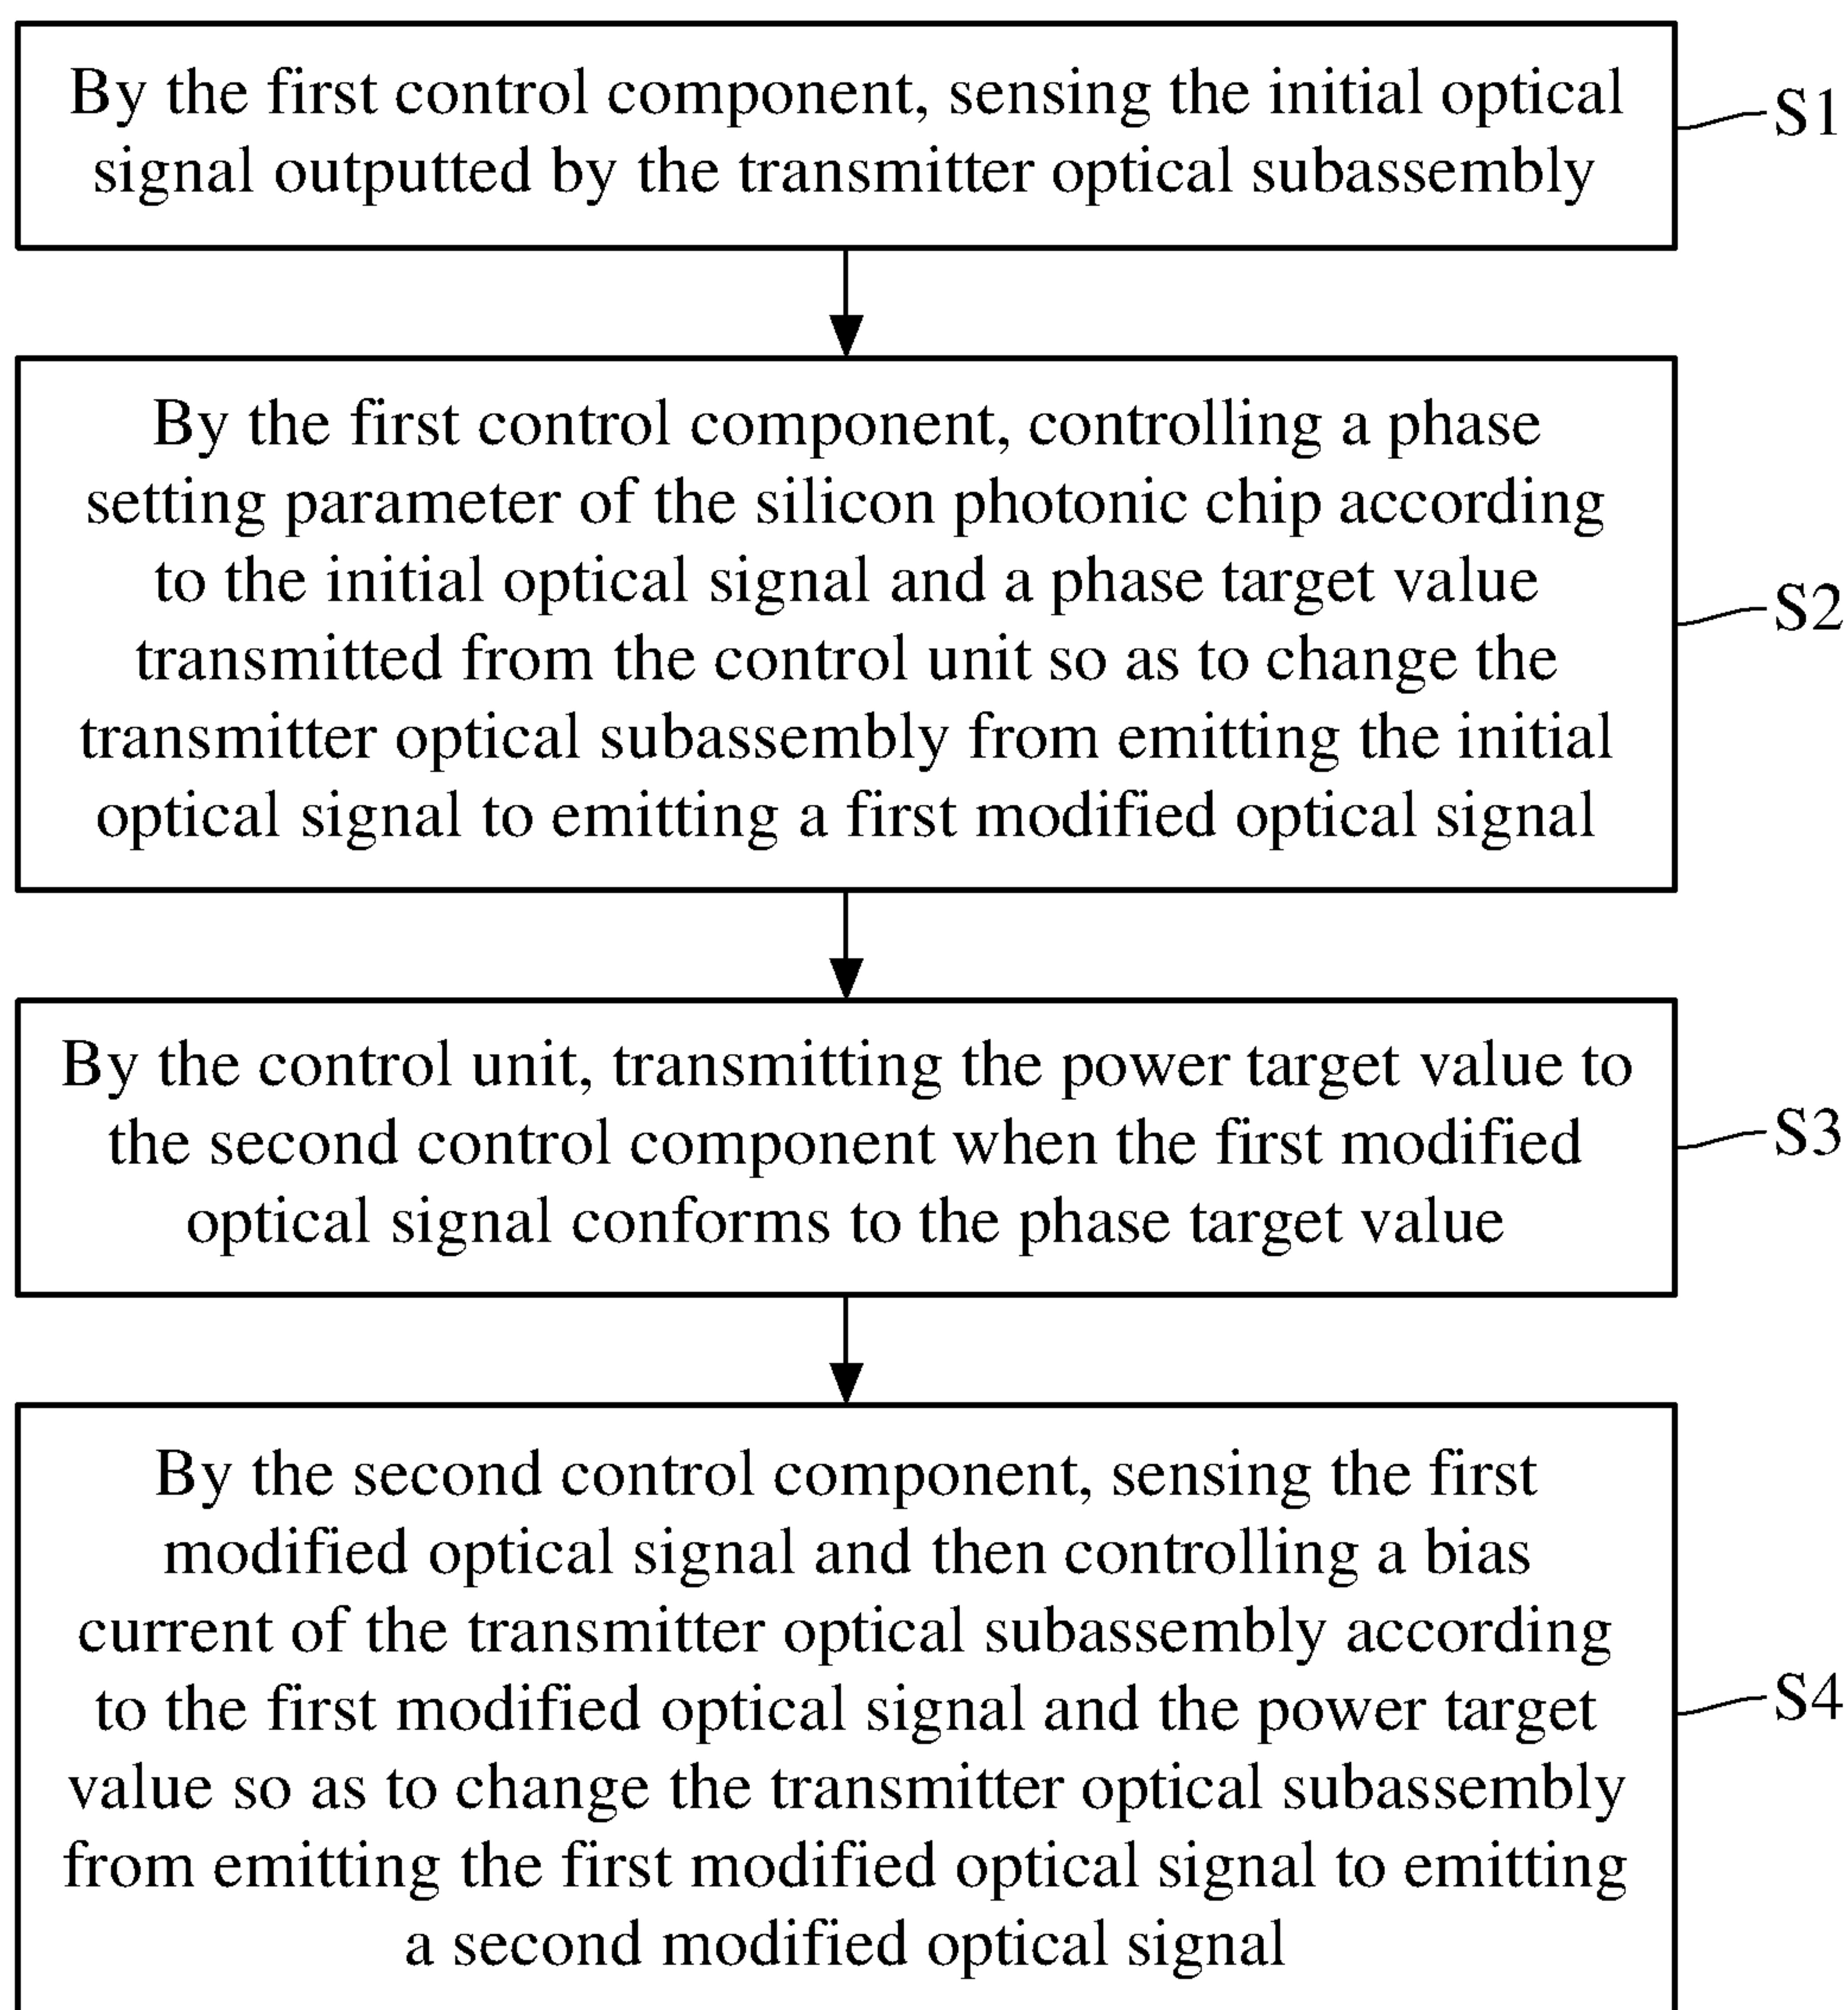 By the first control component, sensing the initial optical
signal outputted by the transmitter optical subassembly
S1
By the first control component, controlling a phase
setting parameter of the silicon photonic chip according
to the initial optical signal and a phase target value
transmitted from the control unit so as to change the
transmitter optical subassembly from emitting the initial
optical signal to emitting a first modified optical signal
S2
By the control unit, transmitting the power target value to
the second control component when the first modified
optical signal conforms to the phase target value
S3
By the second control component, sensing the first
modified optical signal and then controlling a bias
current of the transmitter optical subassembly according
to the first modified optical signal and the power target
value so as to change the transmitter optical subassembly
from emitting the first modified optical signal to emitting
a second modified optical signal
S4